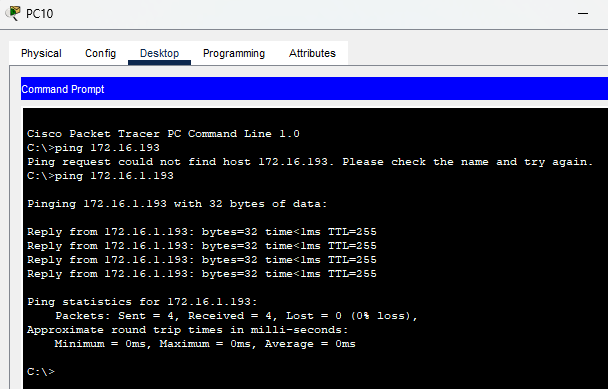 PC10
Physical Config Desktop Programming Attributes
Command Prompt
Cisco Packet Tracer PC Command Line 1.0
C:\>ping 172.16.193
Ping request could not find host 172.16.193. Please check the name and try again.
C:\>ping 172.16.1.193
Pinging 172.16.1.193 with 32 bytes of data:
Reply from 172.16.1.193: bytes=32 time<1ms TTL=255
Reply from 172.16.1.193: bytes=32 time<1ms TTL=255
Reply from 172.16.1.193: bytes=32 time<1ms TTL=255
Reply from 172.16.1.193: bytes=32 time<1ms TTL=255
Ping statistics for 172.16.1.193:
Packets: Sent = 4, Received = 4, Lost = 0 (0% loss),
Approximate round trip times in milli-seconds:
Minimum = 0ms, Maximum = 0ms, Average = 0ms
C:\>